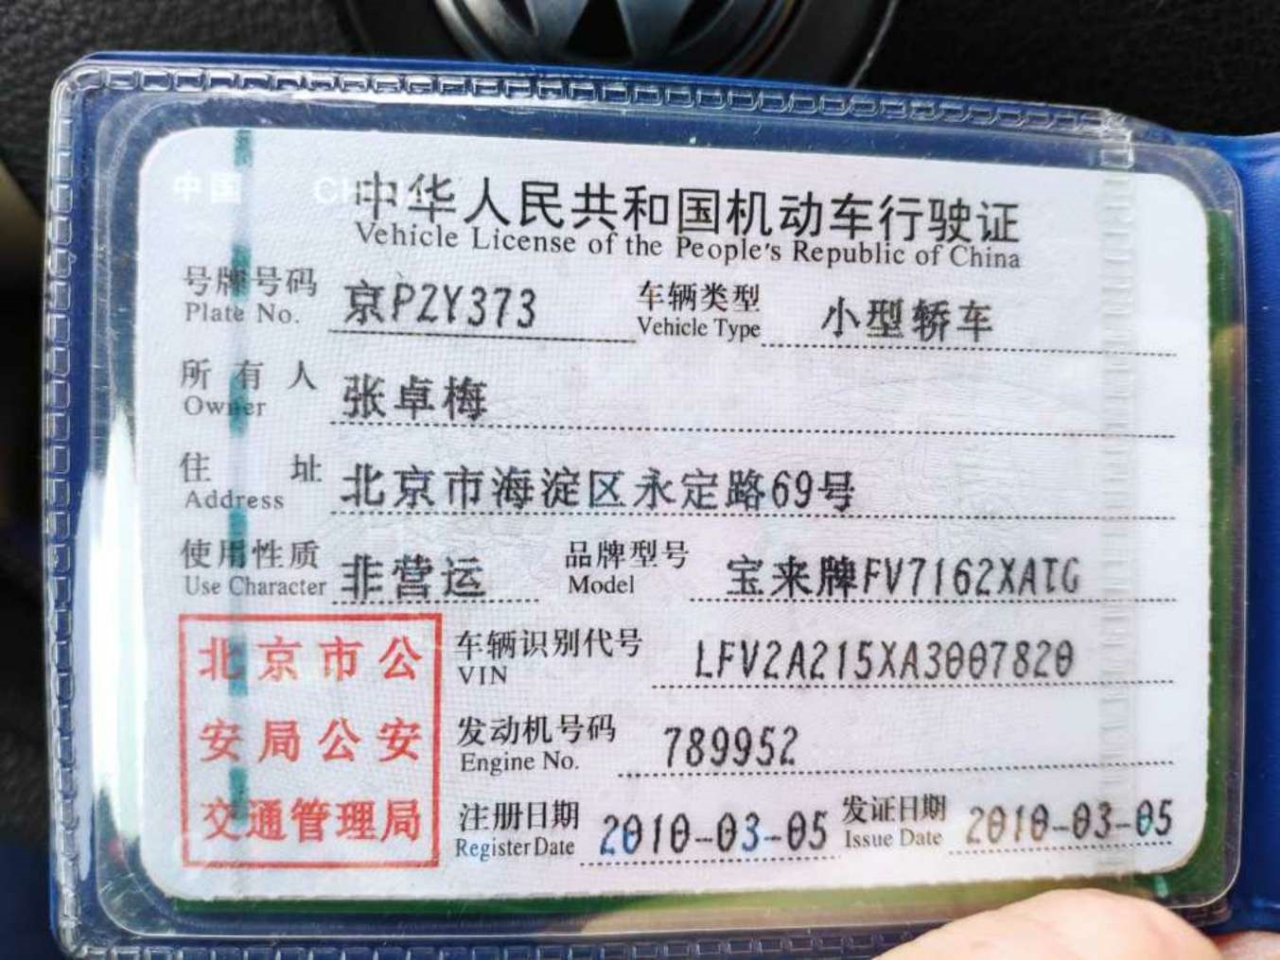 中国 CHINA
中华人民共和国机动车行驶证
Vehicle License of the People's Republic of China
号牌号码 京PZY373 车辆类型 小型轿车
Plate No. Vehicle Type
所有人 张卓梅
Owner
住址 北京市海淀区永定路69号
Address
使用性质 非营运 品牌型号 宝来牌FV7162XATG
Use Character Model
北京市公
安局公安
交通管理局
车辆识别代号 LFV2A215XA3007820
VIN
发动机号码 789952
Engine No.
注册日期 2010-03-05 发证日期 2010-03-05
Register Date Issue Date